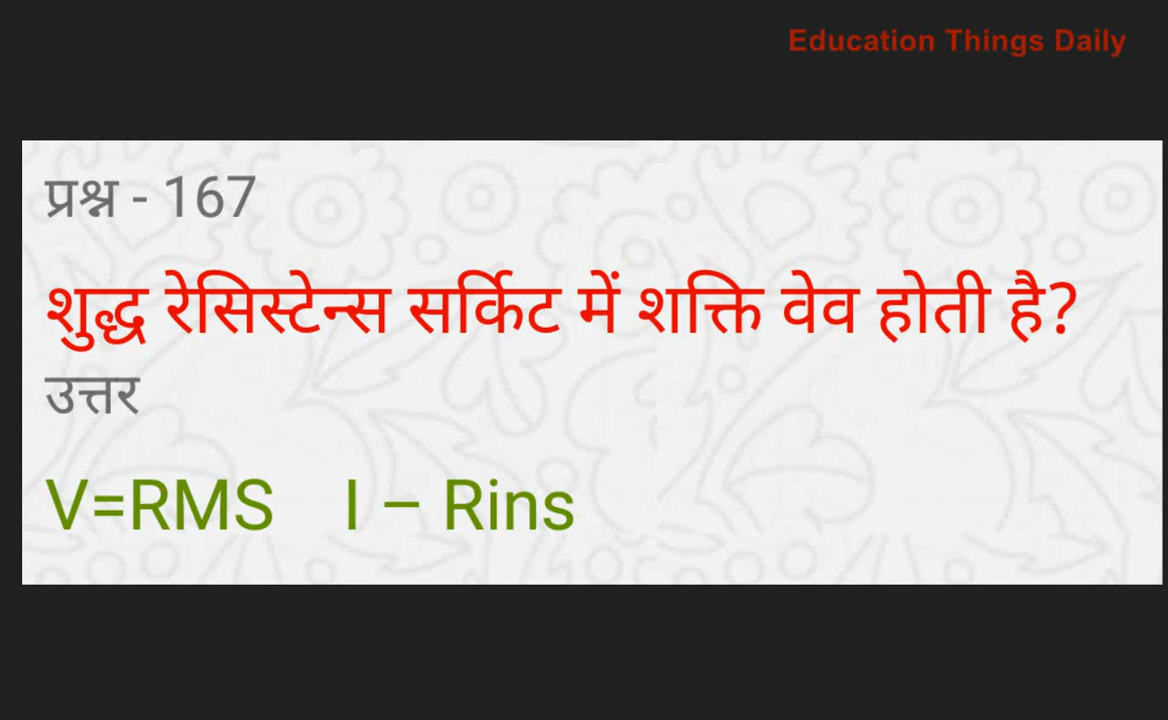 Education Things Daily
प्रश्न - 167
शुद्ध रेसिस्टेन्स सर्किट में शक्ति वेव होती है?
उत्तर
V=RMS I – Rins